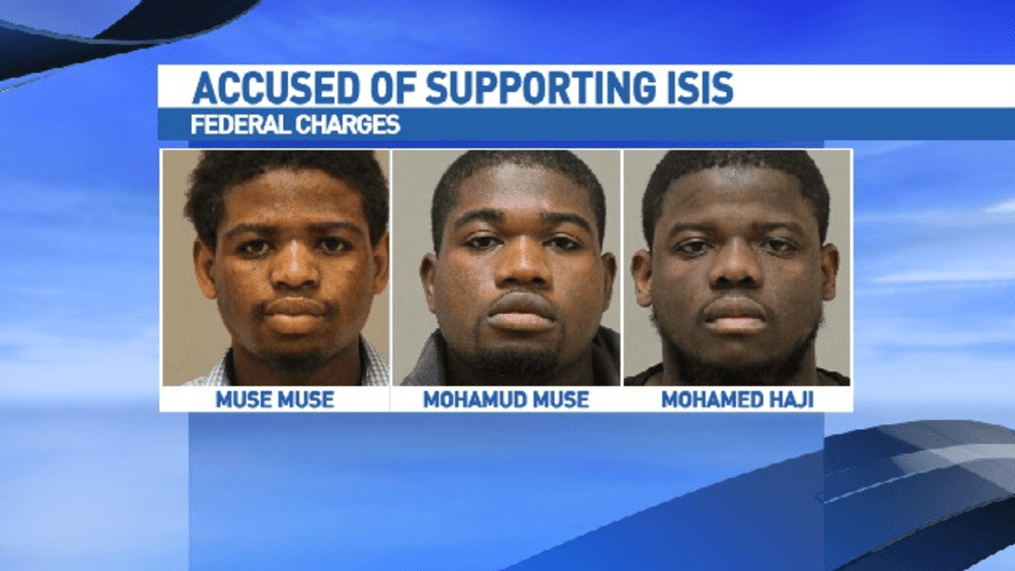 ACCUSED OF SUPPORTING ISIS
FEDERAL CHARGES
MUSE MUSE
MOHAMUD MUSE
MOHAMED HAJI